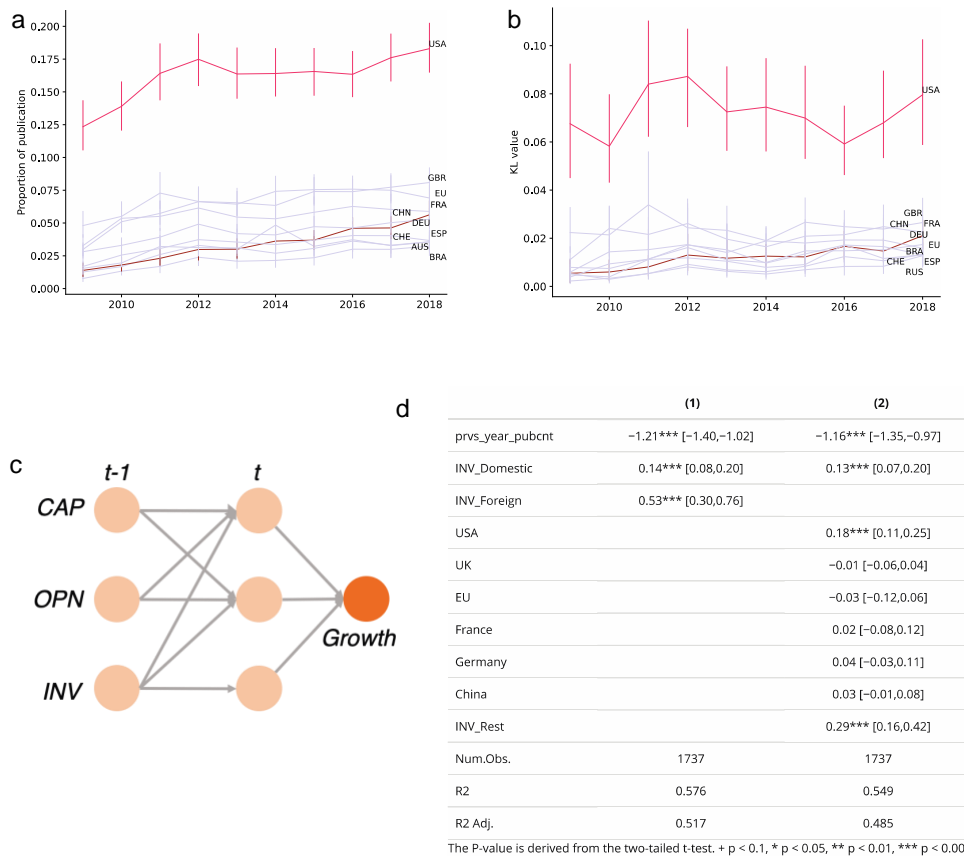 a
0.200
0.175
0.150
0.125
0.100
0.075
0.050
0.025
0.000
Proportion of publication
2010 2012 2014 2016 2018
USA
GBR
EU
FRA
CHN
DEU
ESP
CHE
AUS
BRA
b
0.10
0.08
0.06
0.04
0.02
0.00
KL value
2010 2012 2014 2016 2018
USA
GBR
CHN
FRA
DEU
EU
BRA
CHE
ESP
RUS
c
t-1 t
CAP
OPN
INV
Growth
d
(1) (2)
prvs_year_pubcnt −1.21*** [−1.40,−1.02] −1.16*** [−1.35,−0.97]
INV_Domestic 0.14*** [0.08,0.20] 0.13*** [0.07,0.20]
INV_Foreign 0.53*** [0.30,0.76]
USA 0.18*** [0.11,0.25]
UK −0.01 [−0.06,0.04]
EU −0.03 [−0.12,0.06]
France 0.02 [−0.08,0.12]
Germany 0.04 [−0.03,0.11]
China 0.03 [−0.01,0.08]
INV_Rest 0.29*** [0.16,0.42]
Num.Obs. 1737 1737
R2 0.576 0.549
R2 Adj. 0.517 0.485
The P-value is derived from the two-tailed t-test. + p < 0.1, * p < 0.05, ** p < 0.01, *** p < 0.00